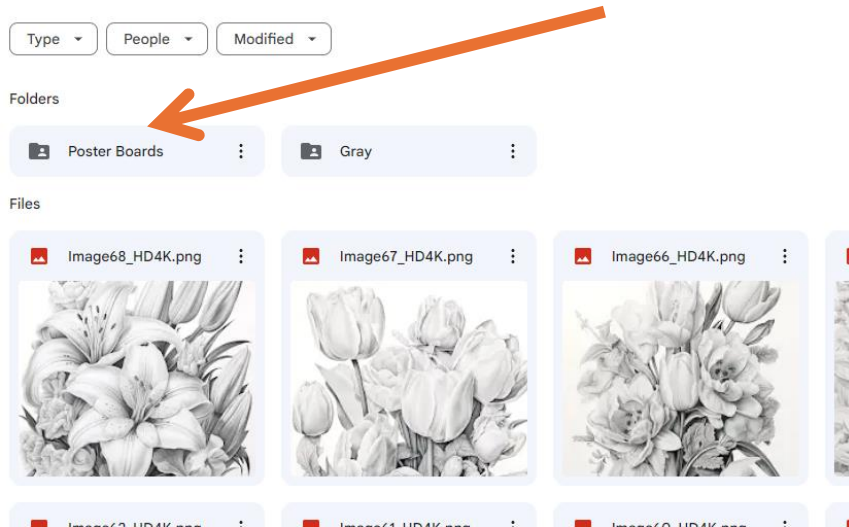 Type People Modified
Folders
Poster Boards Gray
Files
Image68_HD4K.png Image67_HD4K.png Image66_HD4K.png